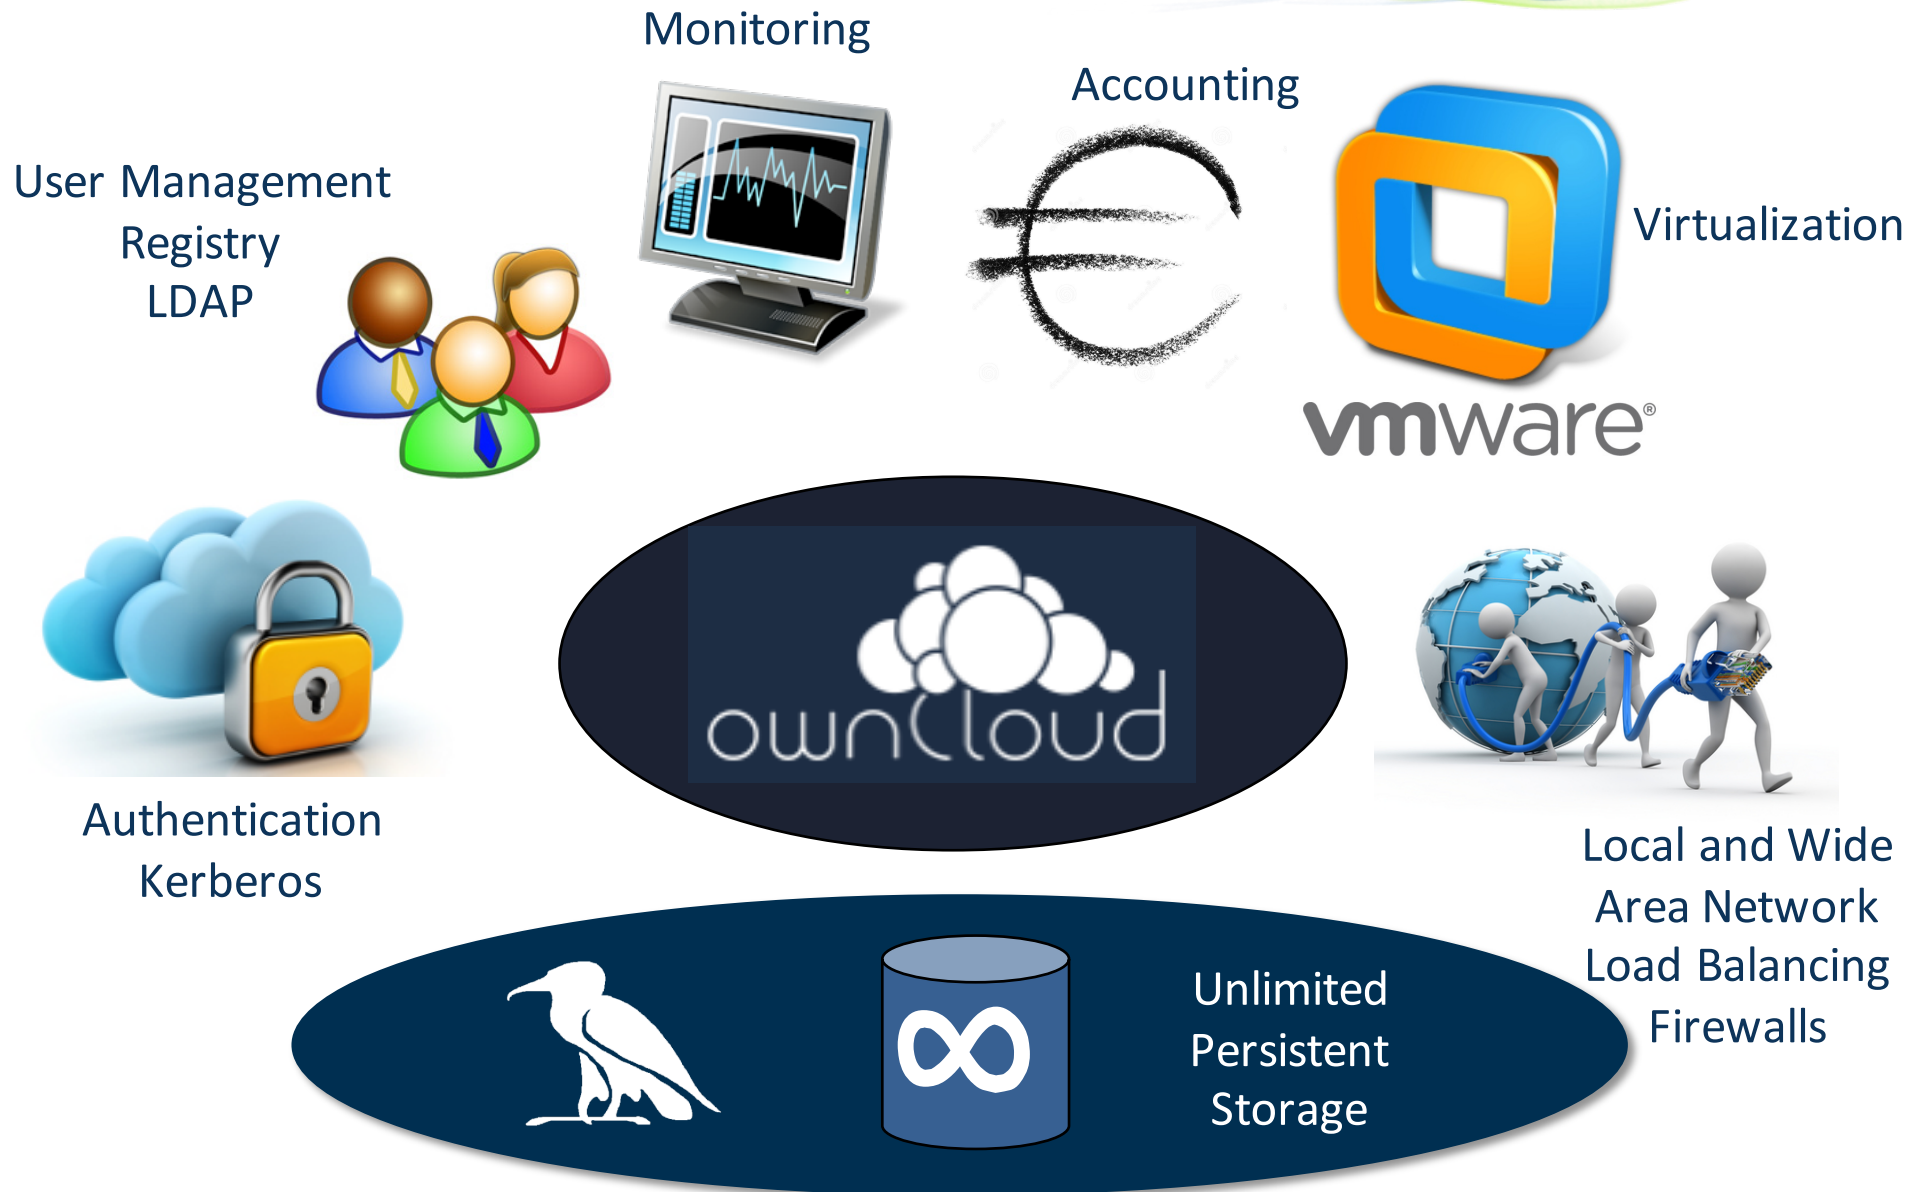 Monitoring
Accounting
User Management
Registry
LDAP
Virtualization
vmware®
ownCloud
Authentication
Kerberos
Local and Wide
Area Network
Load Balancing
Firewalls
Unlimited
Persistent
Storage